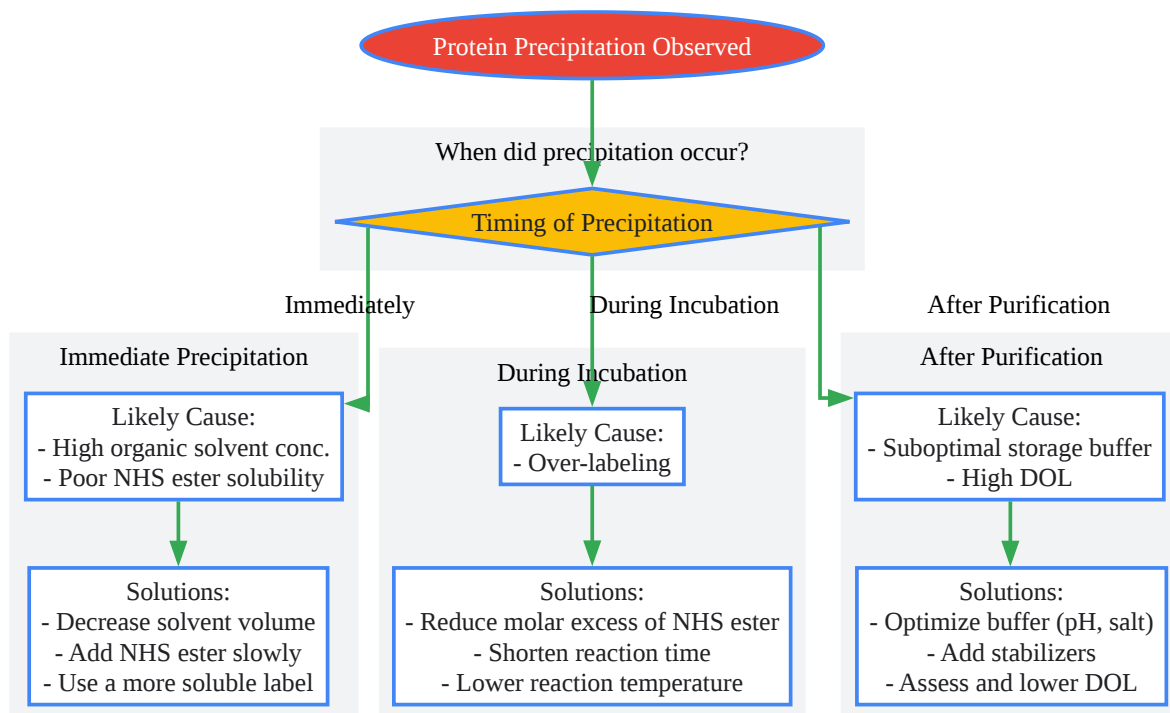 Protein Precipitation Observed
When did precipitation occur?
Timing of Precipitation
Immediately
During Incubation
After Purification
Immediate Precipitation
Likely Cause:
- High organic solvent conc.
- Poor NHS ester solubility
Solutions:
- Decrease solvent volume
- Add NHS ester slowly
- Use a more soluble label
During Incubation
Likely Cause:
- Over-labeling
Solutions:
- Reduce molar excess of NHS ester
- Shorten reaction time
- Lower reaction temperature
After Purification
Likely Cause:
- Suboptimal storage buffer
- High DOL
Solutions:
- Optimize buffer (pH, salt)
- Add stabilizers
- Assess and lower DOL